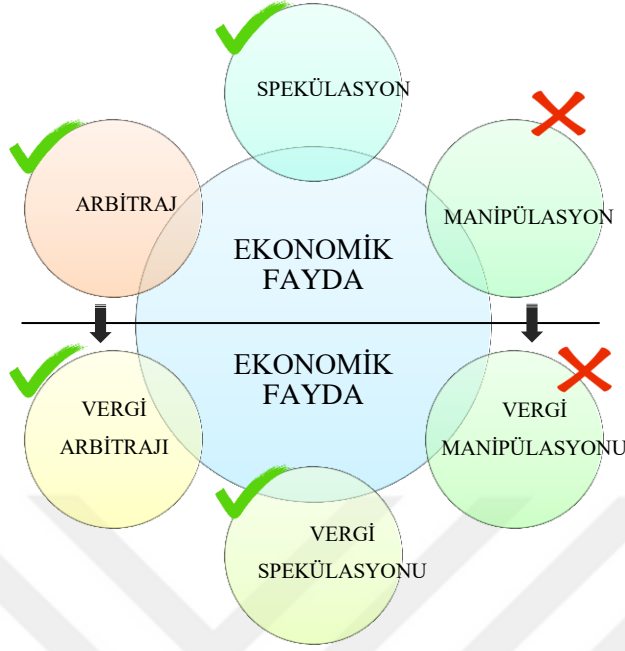 SPEKÜLASYON
ARBİTRAJ
MANİPÜLASYON
EKONOMİK
FAYDA
EKONOMİK
FAYDA
VERGİ
ARBİTRAJI
VERGİ
MANİPÜLASYONU
VERGİ
SPEKÜLASYONU